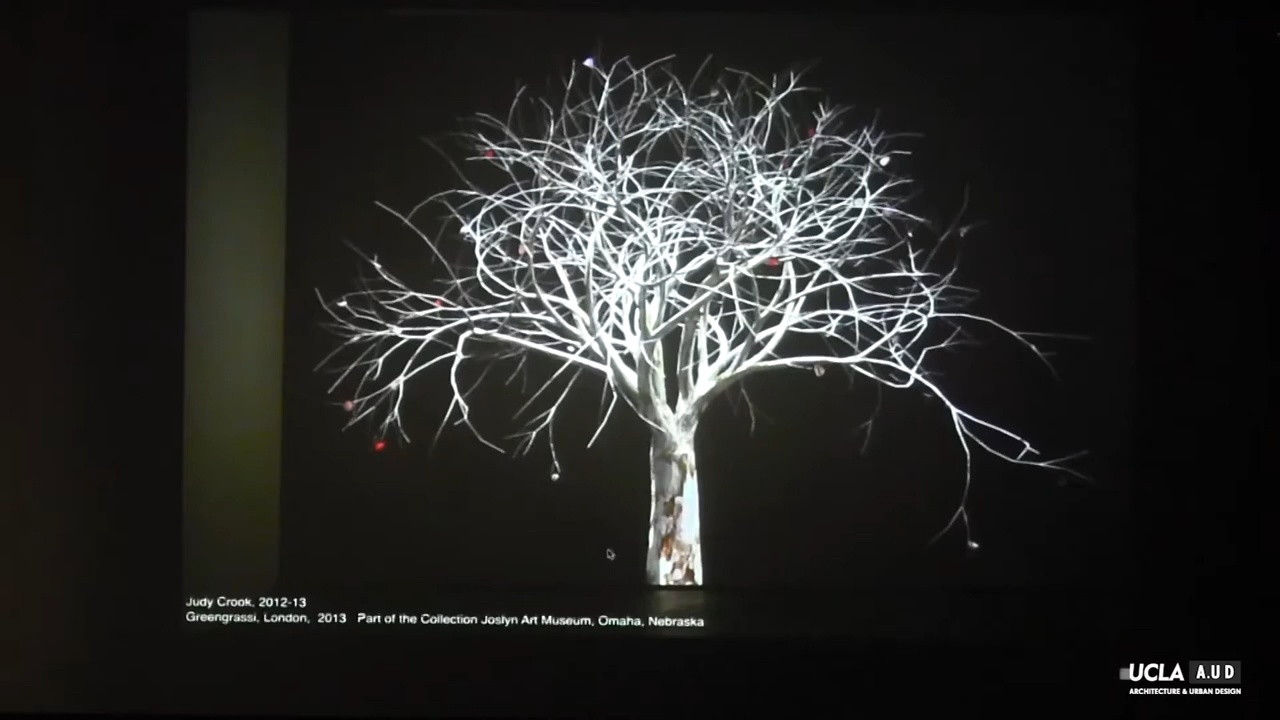 Judy Crook, 2012-13
Greengrassi, London, 2013 Part of the Collection Joslyn Art Museum, Omaha, Nebraska
UCLA A.UD
ARCHITECTURE & URBAN DESIGN